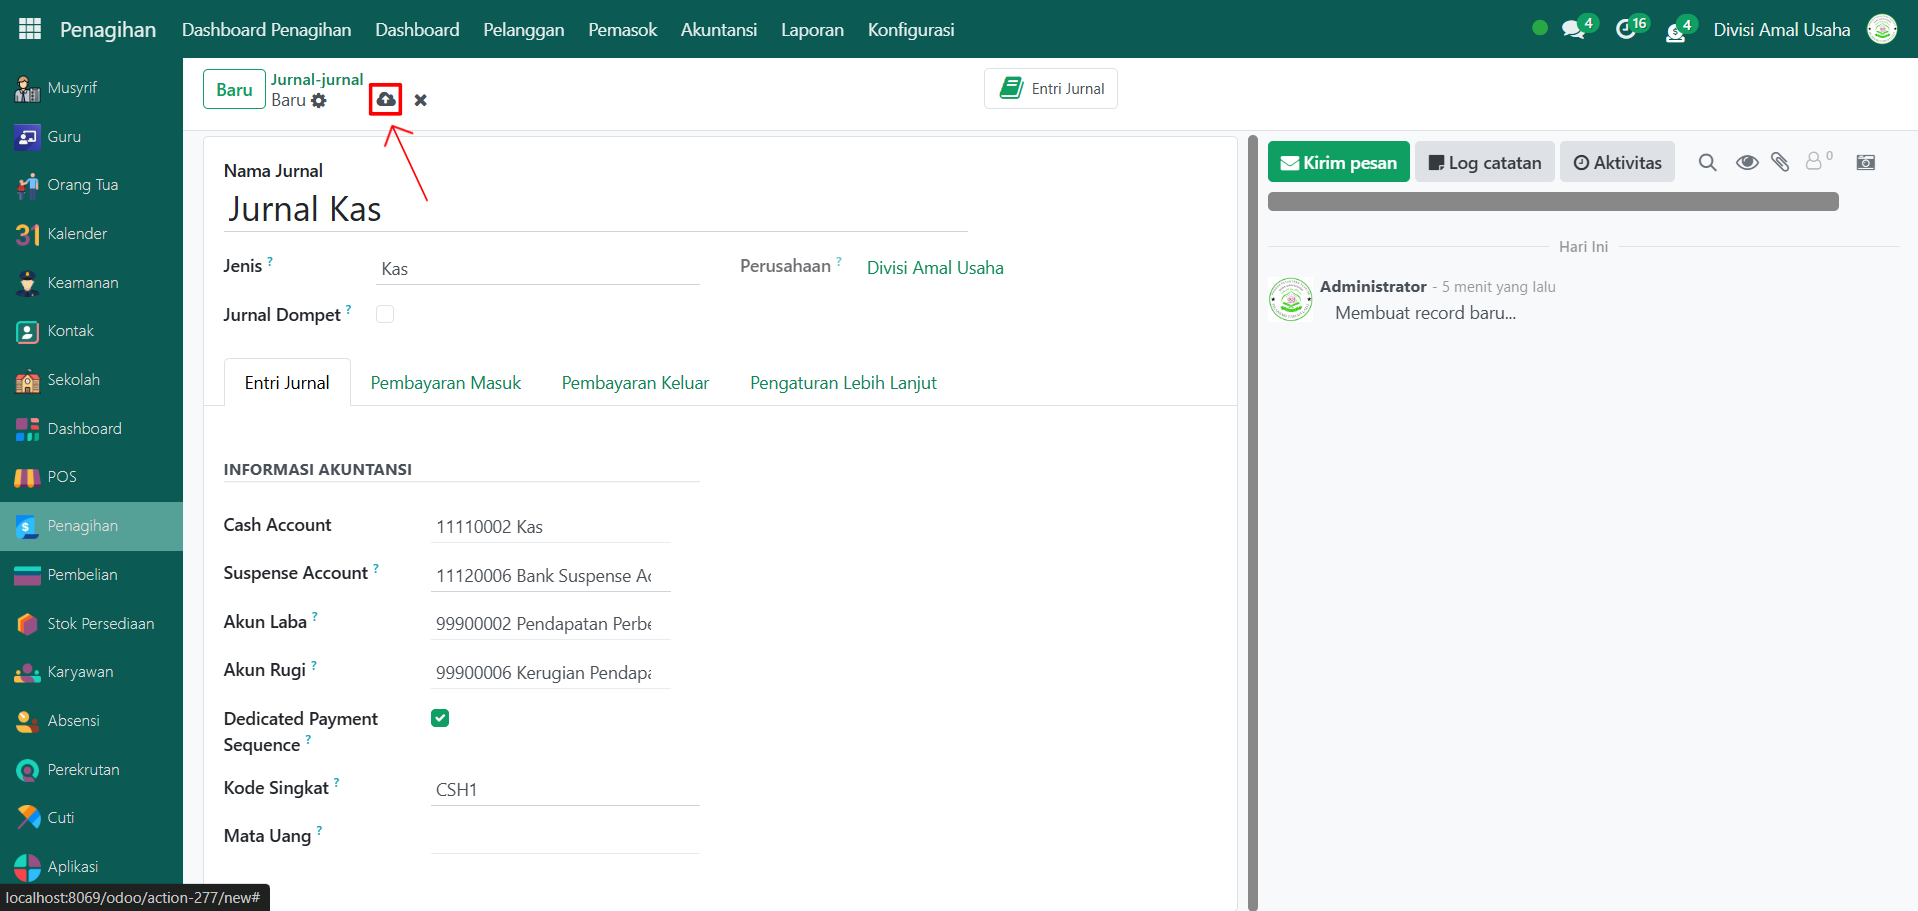 Penagihan Dashboard Penagihan Dashboard Pelanggan Pemasok Akuntansi Laporan Konfigurasi 4 16 4 Divisi Amal Usaha
Musyrif
Guru
Orang Tua
31 Kalender
Keamanan
Kontak
Sekolah
Dashboard
POS
Penagihan
Pembelian
Stok Persediaan
Karyawan
Absensi
Perekrutan
Cuti
Aplikasi
localhost:8069/odoo/action-277/new#
Baru
Jurnal-jurnal
Baru
Entri Jurnal
Nama Jurnal
Jurnal Kas
Jenis ? Kas
Perusahaan ? Divisi Amal Usaha
Jurnal Dompet ?
Entri Jurnal Pembayaran Masuk Pembayaran Keluar Pengaturan Lebih Lanjut
INFORMASI AKUNTANSI
Cash Account 11110002 Kas
Suspense Account ? 11120006 Bank Suspense Ac
Akun Laba ? 99900002 Pendapatan Perbe
Akun Rugi ? 99900006 Kerugian Pendapa
Dedicated Payment
Sequence ?
Kode Singkat ? CSH1
Mata Uang ?
Kirim pesan Log catatan Aktivitas 0
Hari Ini
Administrator - 5 menit yang lalu
Membuat record baru...